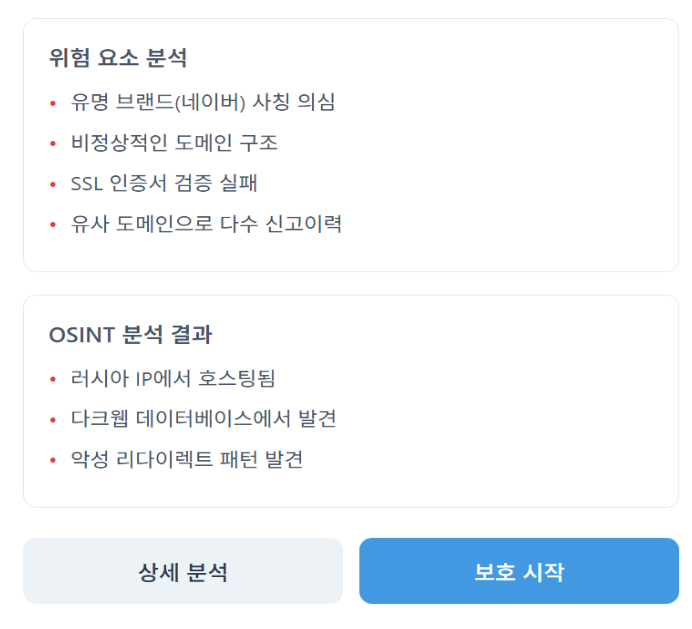 위험 요소 분석
• 유명 브랜드(네이버) 사칭 의심
• 비정상적인 도메인 구조
• SSL 인증서 검증 실패
• 유사 도메인으로 다수 신고이력
OSINT 분석 결과
• 러시아 IP에서 호스팅됨
• 다크웹 데이터베이스에서 발견
• 악성 리다이렉트 패턴 발견
상세 분석
보호 시작